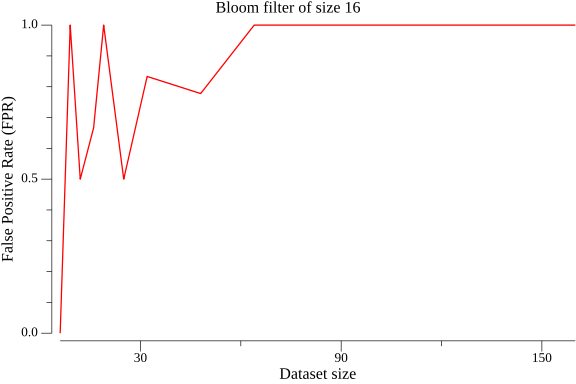 Bloom filter of size 16
1.0
0.5
0.0
False Positive Rate (FPR)
30
90
150
Dataset size